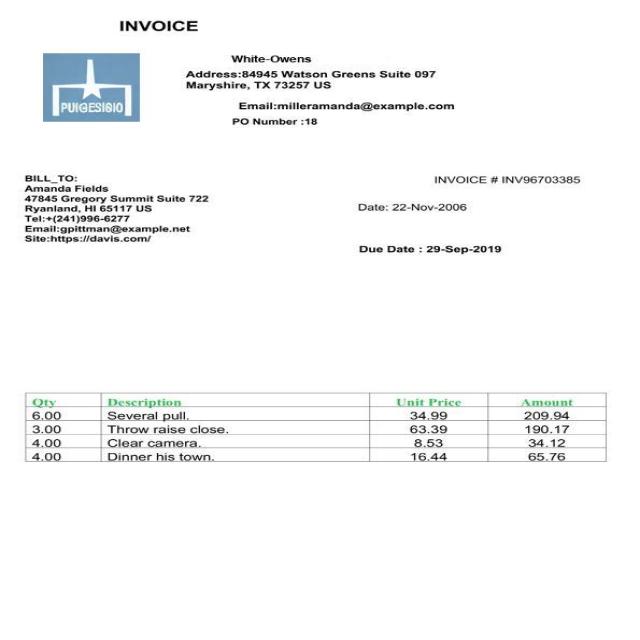 INVOICE
White-Owens
Address:84945 Watson Greens Suite 097
Maryshire, TX 73257 US
PUIGESIGIO
Email:milleramanda@example.com
PO Number :18
BILL_TO:
Amanda Fields
47845 Gregory Summit Suite 722
Ryanland, HI 65117 US
Tel:+(241)996-6277
Email:gpittman@example.net
Site:https://davis.com/
INVOICE # INV96703385
Date: 22-Nov-2006
Due Date : 29-Sep-2019
Qty Description Unit Price Amount
6.00 Several pull. 34.99 209.94
3.00 Throw raise close. 63.39 190.17
4.00 Clear camera. 8.53 34.12
4.00 Dinner his town. 16.44 65.76